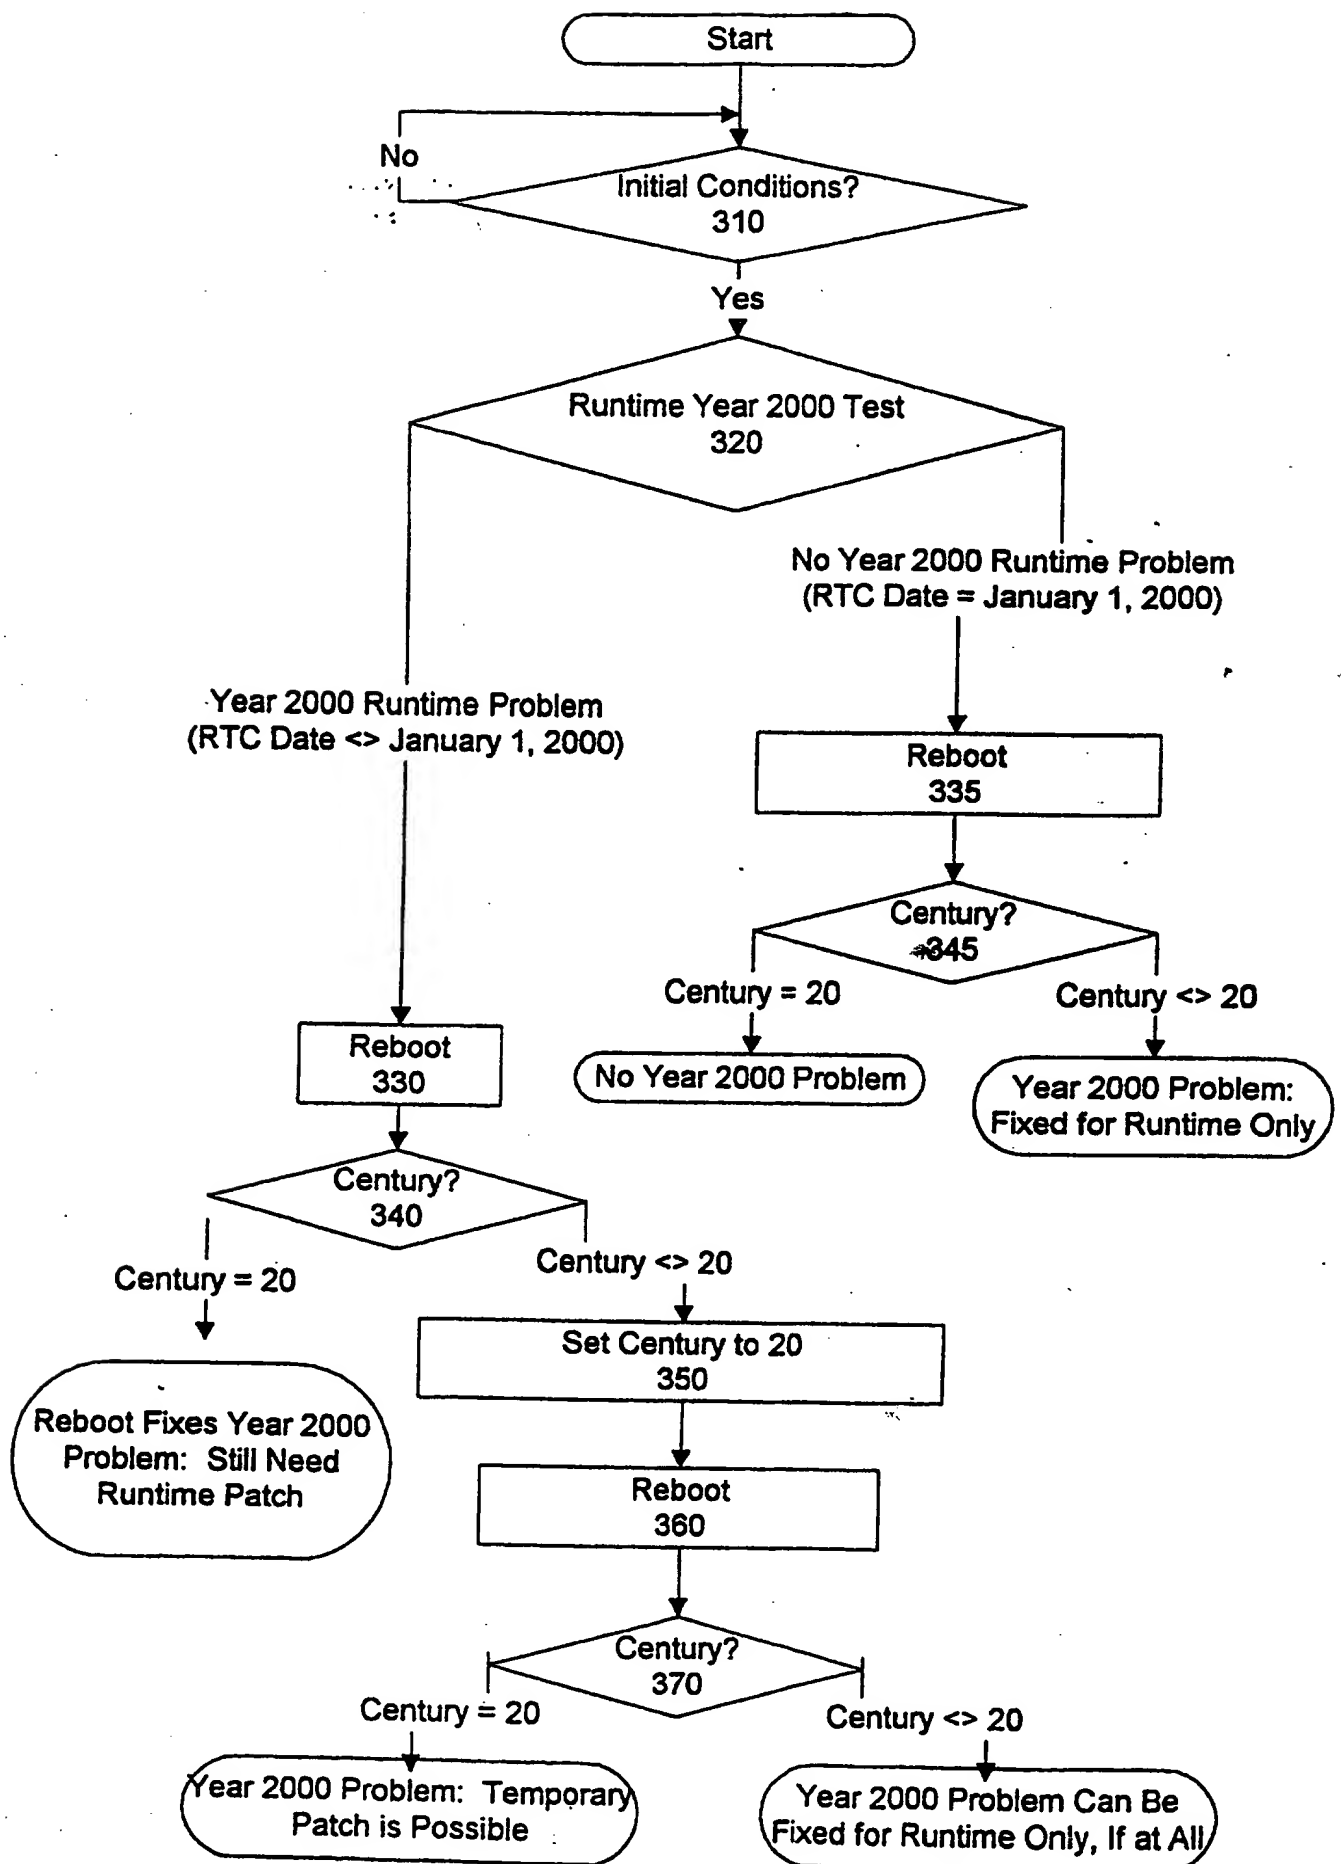 Start
No
Initial Conditions?
310
Yes
Runtime Year 2000 Test
320
No Year 2000 Runtime Problem
(RTC Date = January 1, 2000)
Year 2000 Runtime Problem
(RTC Date <> January 1, 2000)
Reboot
335
Century?
345
Century = 20
Century <> 20
No Year 2000 Problem
Year 2000 Problem:
Fixed for Runtime Only
Reboot
330
Century?
340
Century = 20
Century <> 20
Set Century to 20
350
Reboot Fixes Year 2000
Problem: Still Need
Runtime Patch
Reboot
360
Century?
370
Century = 20
Century <> 20
Year 2000 Problem: Temporary
Patch is Possible
Year 2000 Problem Can Be
Fixed for Runtime Only, If at All